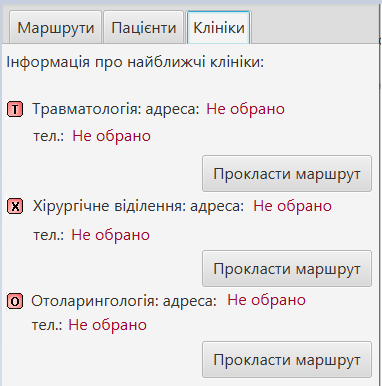 Маршрути Пацієнти Клініки
Інформація про найближчі клініки:
Т Травматологія: адреса: Не обрано
тел.: Не обрано
Прокласти маршрут
Х Хірургічне віділення: адреса: Не обрано
тел.: Не обрано
Прокласти маршрут
О Отоларингологія: адреса: Не обрано
тел.: Не обрано
Прокласти маршрут